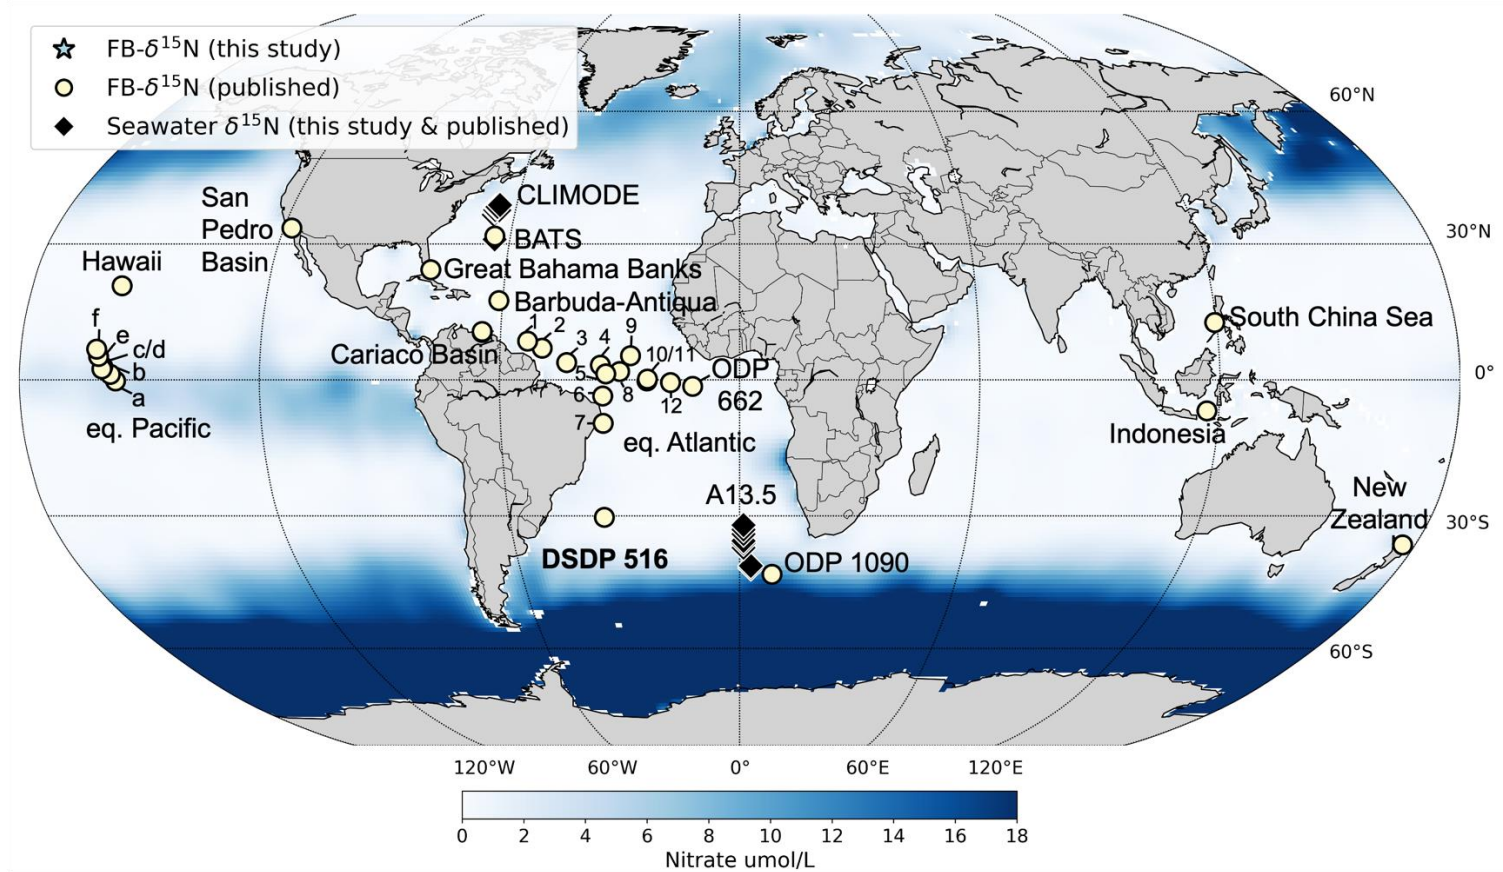 FB-δ¹⁵N (this study)
FB-δ¹⁵N (published)
Seawater δ¹⁵N (this study & published)
60°N
San
Pedro
Basin
CLIMODE
BATS
30°N
Hawaii
Great Bahama Banks
Barbuda-Antiqua
f
e
c/d
b
a
eq. Pacific
Cariaco Basin
1
2
3
4
9
10/11
5
6
8
12
7
ODP
662
eq. Atlantic
South China Sea
0°
Indonesia
A13.5
New
Zealand
30°S
DSDP 516
ODP 1090
60°S
120°W
60°W
0°
60°E
120°E
0
2
4
6
8
10
12
14
16
18
Nitrate umol/L